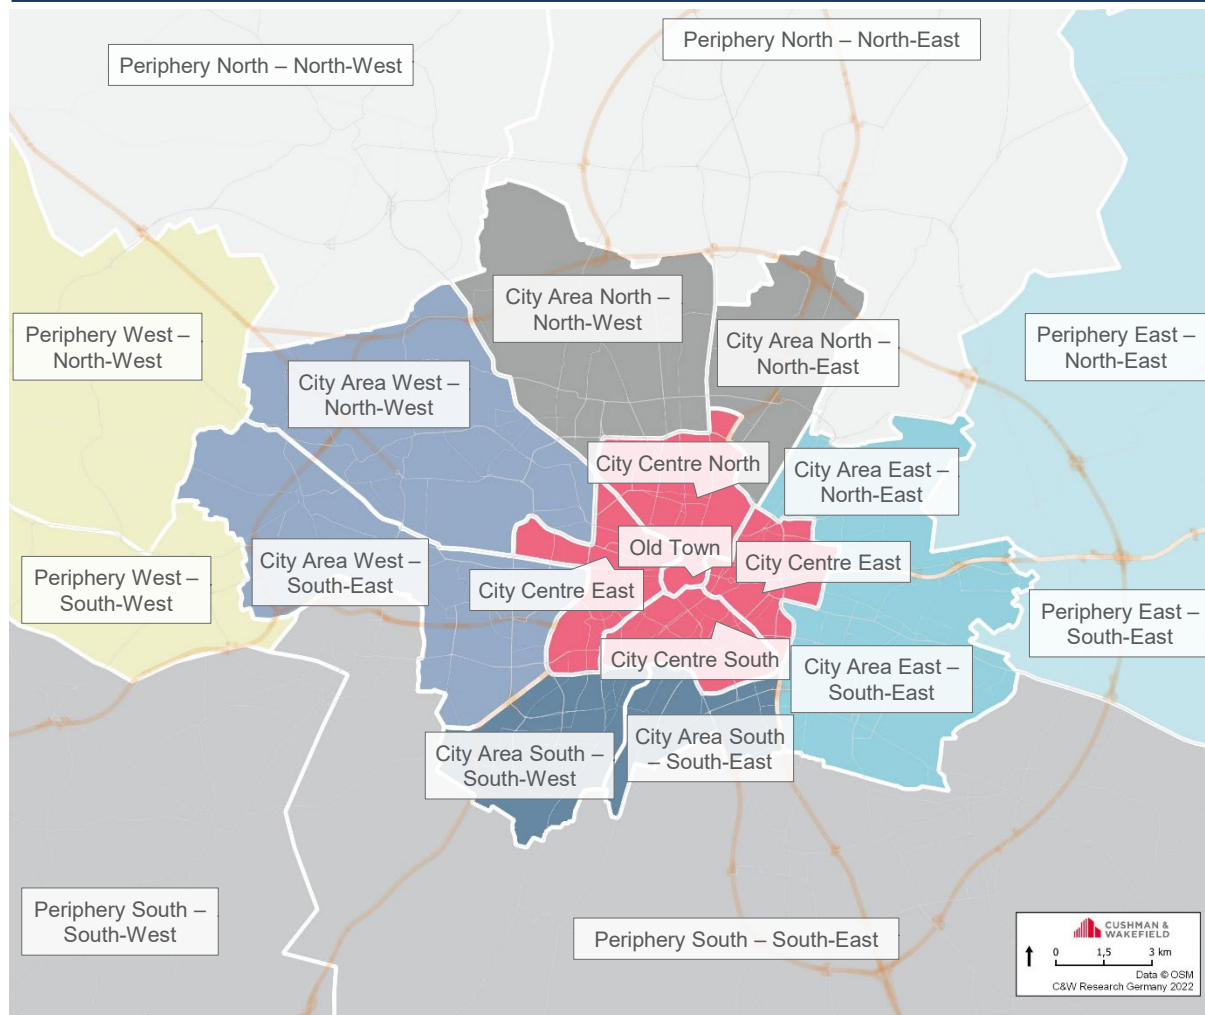 Periphery North – North-East
Periphery North – North-West
City Area North –
North-West
Periphery West –
North-West
City Area North –
North-East
Periphery East –
North-East
City Area West –
North-West
City Centre North
City Area East –
North-East
Old Town
City Centre East
City Area West –
South-East
Periphery West –
South-West
City Centre East
Periphery East –
South-East
City Centre South
City Area East –
South-East
City Area South –
South-West
City Area South
– South-East
Periphery South –
South-West
Periphery South – South-East
CUSHMAN &
WAKEFIELD
0 1,5 3 km
Data © OSM
C&W Research Germany 2022